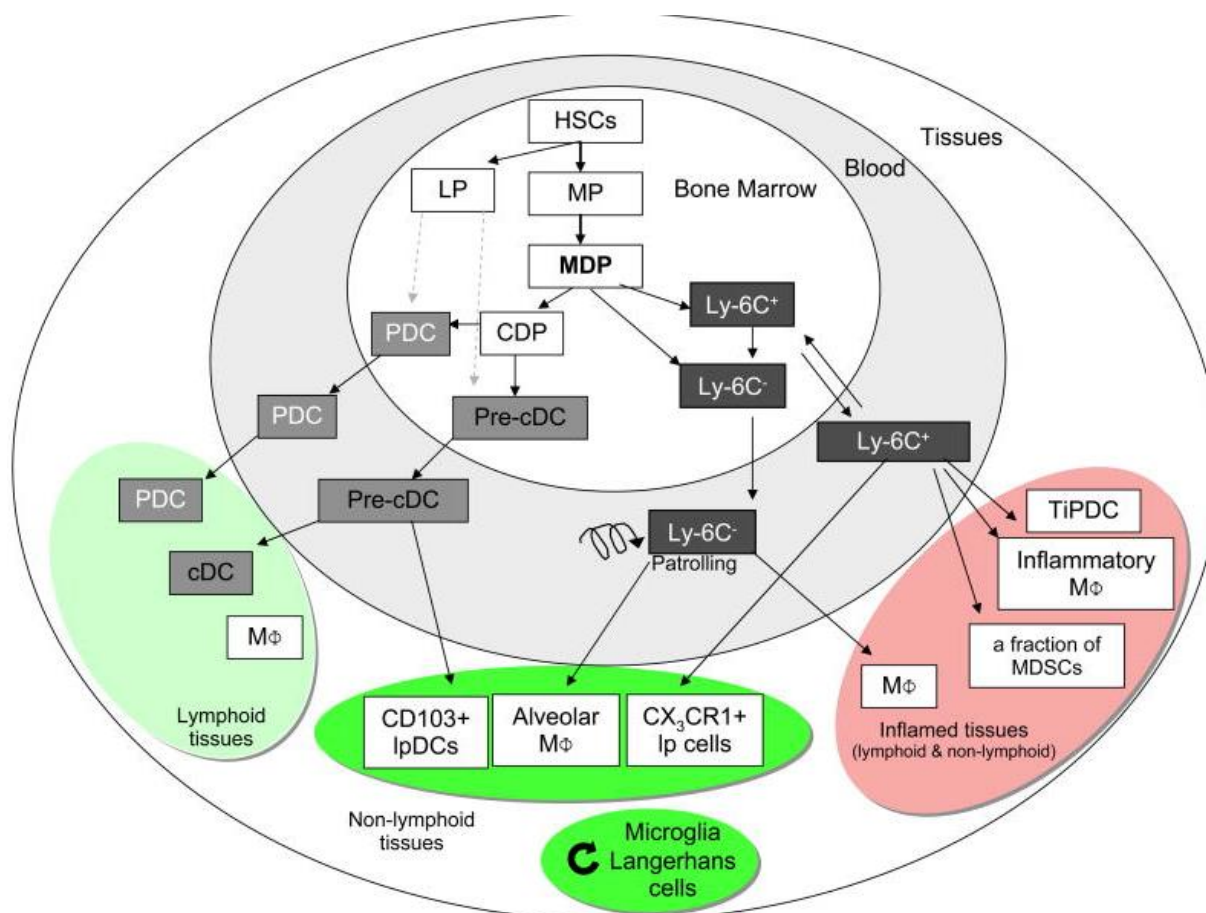 HSCs
Tissues
Blood
LP
MP
Bone Marrow
MDP
Ly-6C⁺
PDC
CDP
Ly-6C⁻
PDC
Pre-cDC
Ly-6C⁺
PDC
Pre-cDC
TiPDC
Ly-6C⁻
Patrolling
Inflammatory
MΦ
cDC
MΦ
a fraction of
MDSCs
MΦ
Lymphoid
tissues
CD103+
lpDCs
Alveolar
MΦ
CX₃CR1+
lp cells
Inflamed tissues
(lymphoid & non-lymphoid)
Non-lymphoid
tissues
Microglia
Langerhans
cells